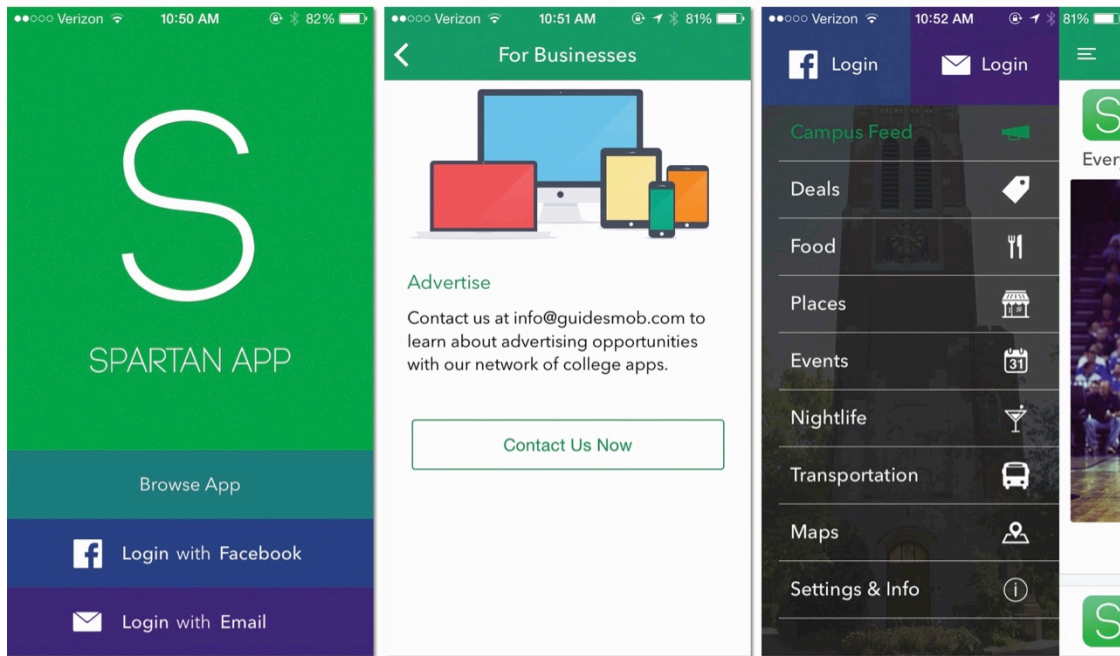 Verizon 10:50 AM 82%
S
SPARTAN APP
Browse App
f Login with Facebook
Login with Email
Verizon 10:51 AM 81%
For Businesses
Advertise
Contact us at info@guidesmob.com to
learn about advertising opportunities
with our network of college apps.
Contact Us Now
Verizon 10:52 AM 81%
f Login Login
Campus Feed
Deals
Food
Places
Events 31
Nightlife
Transportation
Maps
Settings & Info i
S
S